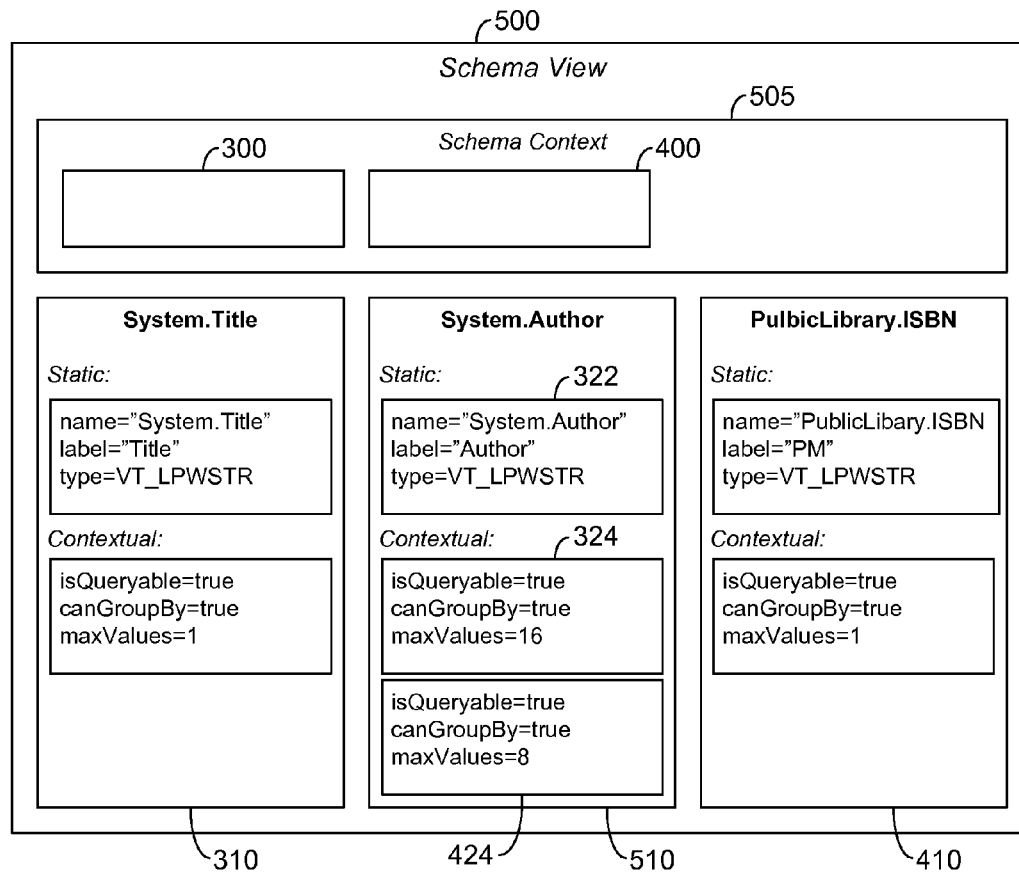 500
Schema View
505
Schema Context
300
400
System.Title
Static:
name="System.Title"
label="Title"
type=VT_LPWSTR
Contextual:
isQueryable=true
canGroupBy=true
maxValues=1
310
System.Author
Static:
322
name="System.Author"
label="Author"
type=VT_LPWSTR
Contextual:
324
isQueryable=true
canGroupBy=true
maxValues=16
isQueryable=true
canGroupBy=true
maxValues=8
424
510
PulbicLibrary.ISBN
Static:
name="PublicLibary.ISBN
label="PM"
type=VT_LPWSTR
Contextual:
isQueryable=true
canGroupBy=true
maxValues=1
410